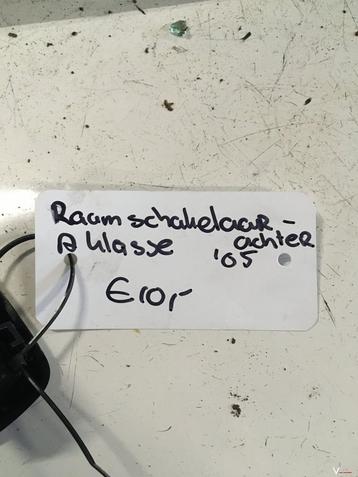 Raamschakelaar-
A klasse achter
'05
€10,-